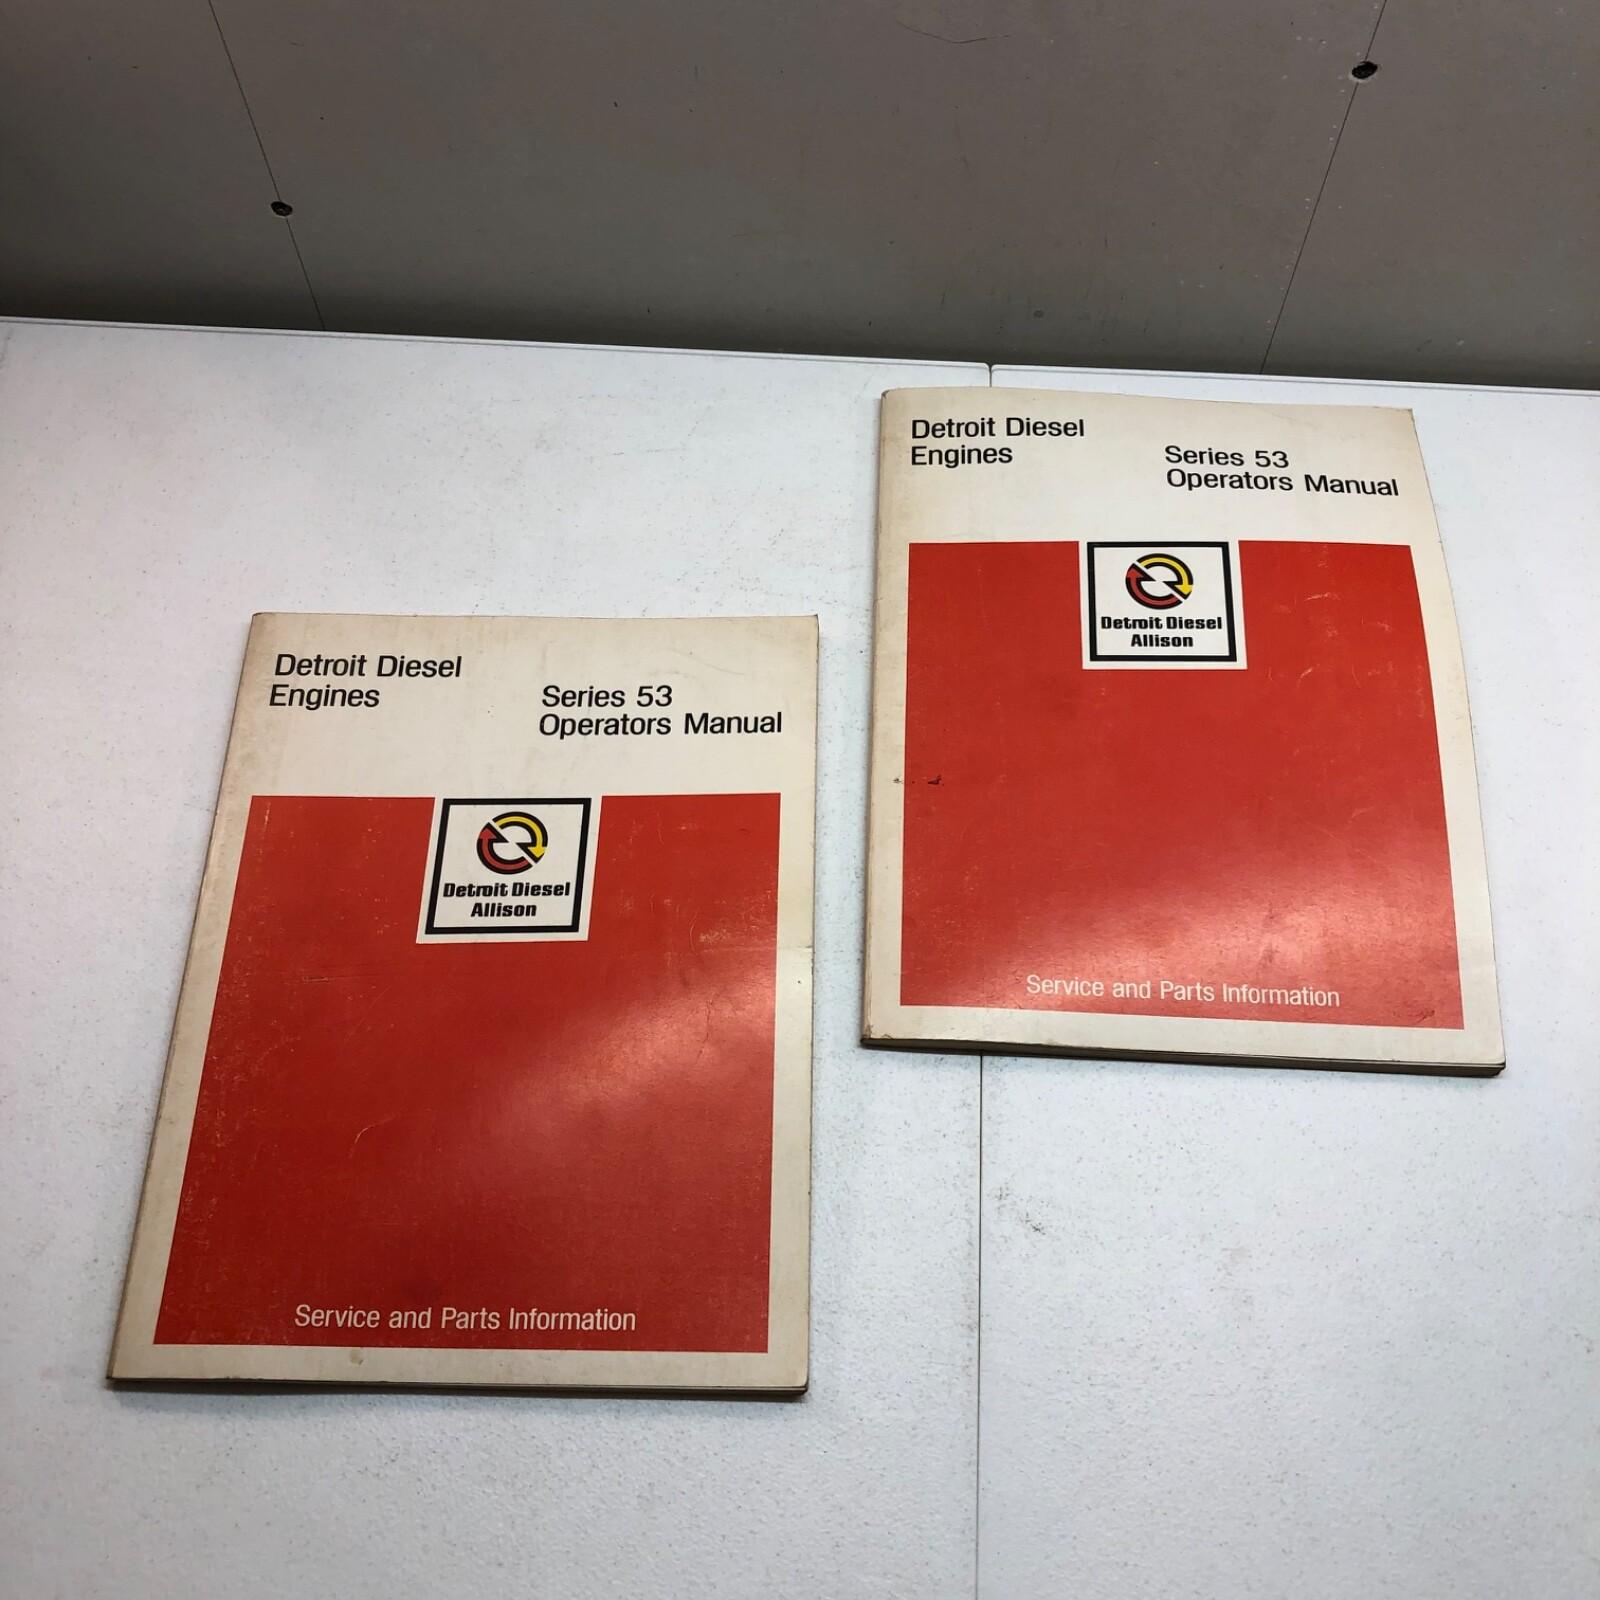 Detroit Diesel
Engines
Series 53
Operators Manual
Detroit Diesel
Allison
Service and Parts Information
Detroit Diesel
Engines
Series 53
Operators Manual
Detroit Diesel
Allison
Service and Parts Information